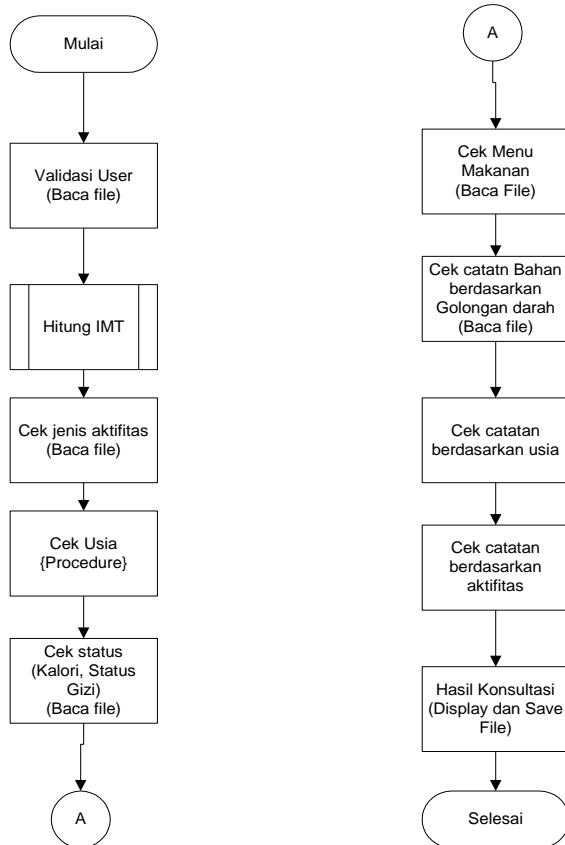 Mulai
Validasi User
(Baca file)
Hitung IMT
Cek jenis aktifitas
(Baca file)
Cek Usia
{Procedure}
Cek status
(Kalori, Status
Gizi)
(Baca file)
A
A
Cek Menu
Makanan
(Baca File)
Cek catatn Bahan
berdasarkan
Golongan darah
(Baca file)
Cek catatan
berdasarkan usia
Cek catatan
berdasarkan
aktifitas
Hasil Konsultasi
(Display dan Save
File)
Selesai